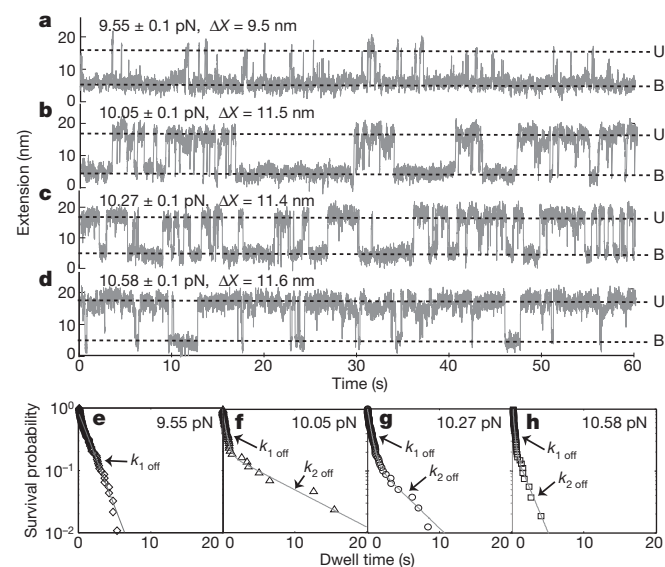 a
9.55 ± 0.1 pN, ΔX = 9.5 nm
20
10
0
U
B
b
10.05 ± 0.1 pN, ΔX = 11.5 nm
20
10
0
U
B
Extension (nm)
c
10.27 ± 0.1 pN, ΔX = 11.4 nm
20
10
0
U
B
d
10.58 ± 0.1 pN, ΔX = 11.6 nm
20
10
0
U
B
0 10 20 30 40 50 60
Time (s)
Survival probability
10⁰
10⁻¹
10⁻²
e 9.55 pN
k1 off
f 10.05 pN
k1 off
k2 off
g 10.27 pN
k1 off
k2 off
h 10.58 pN
k1 off
k2 off
0 10 20 0 10 20 0 10 20 0 10 20
Dwell time (s)